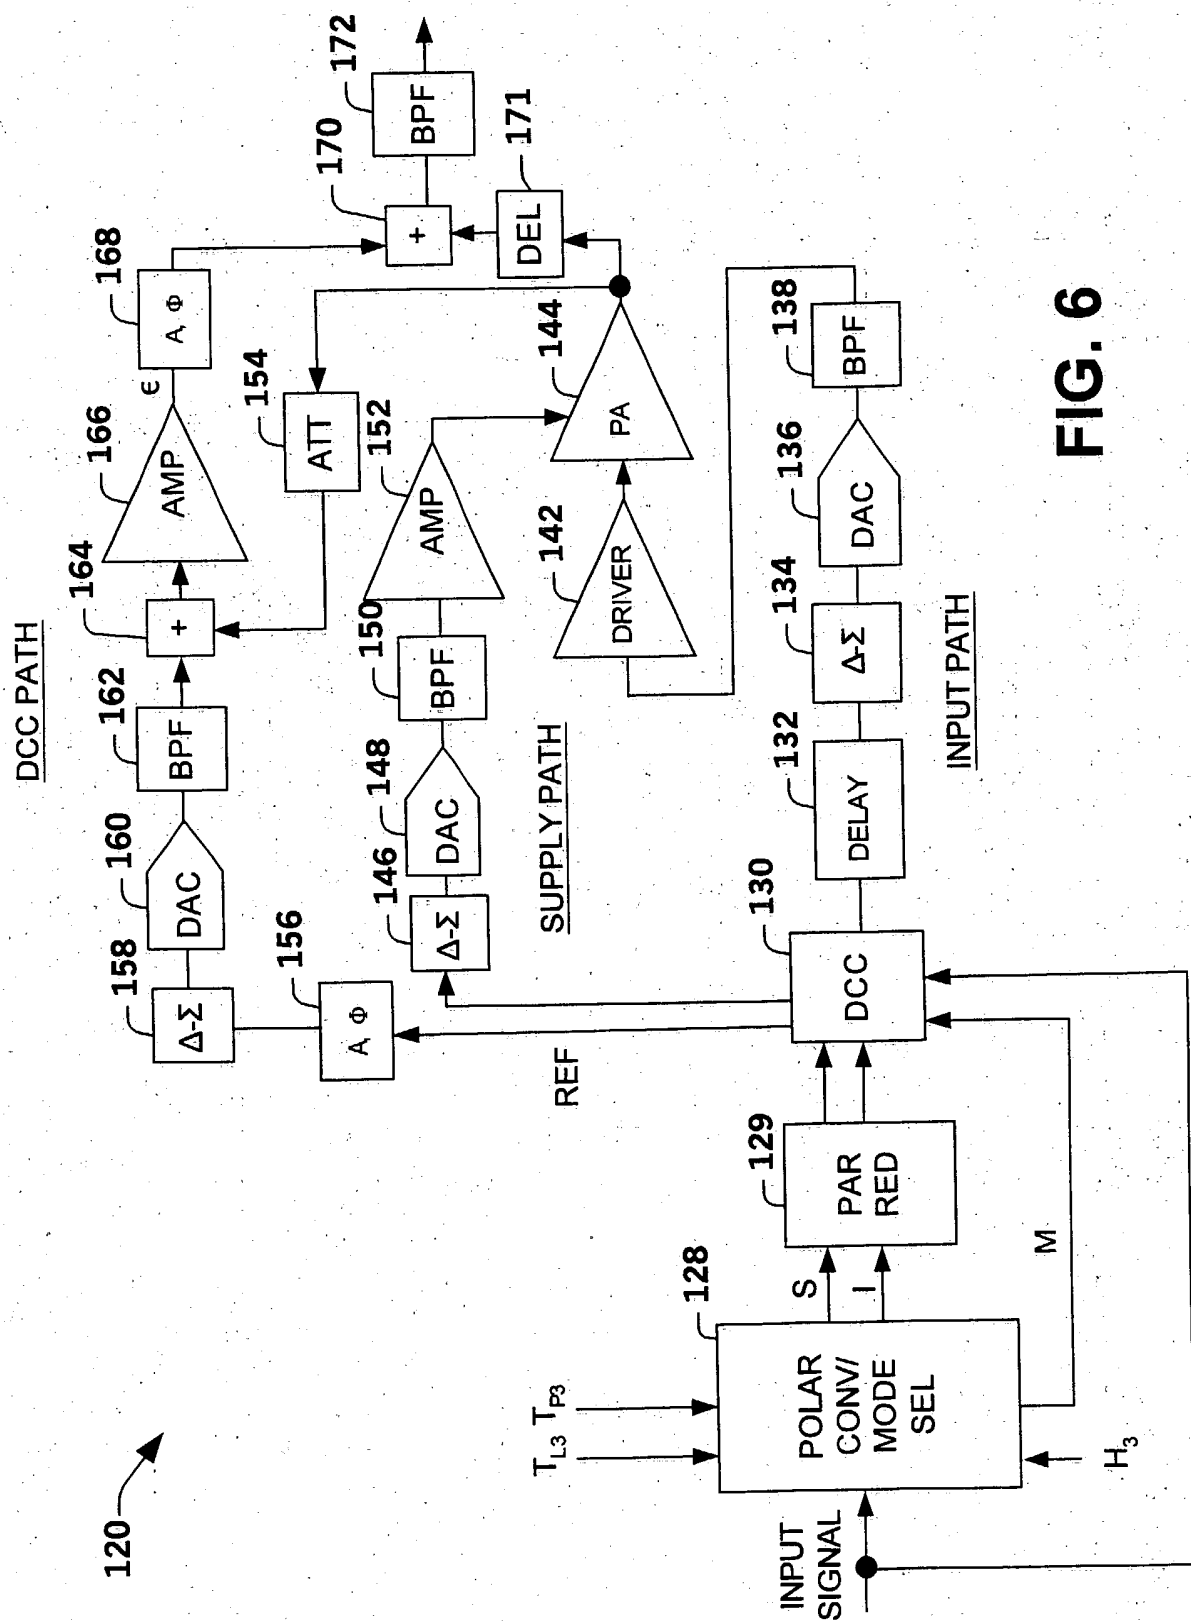 120
INPUT
SIGNAL
T_L3
T_P3
H_3
128
POLAR
CONV/
MODE
SEL
S
I
M
129
PAR
RED
130
DCC
REF
DCC PATH
156
A, Φ
158
Δ-Σ
160
DAC
162
BPF
164
+
166
AMP
ϵ
168
A, Φ
SUPPLY PATH
146
Δ-Σ
148
DAC
150
BPF
152
AMP
154
ATT
INPUT PATH
132
DELAY
134
Δ-Σ
136
DAC
138
BPF
142
DRIVER
144
PA
171
DEL
170
+
172
BPF
FIG. 6